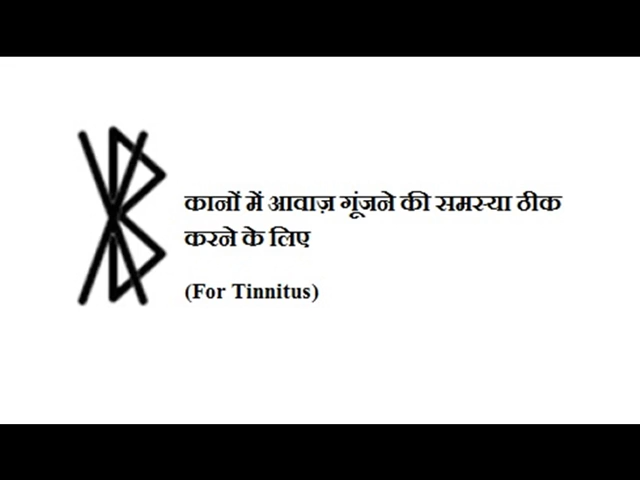 कानों में आवाज़ गूंजने की समस्या ठीक
करने के लिए
(For Tinnitus)